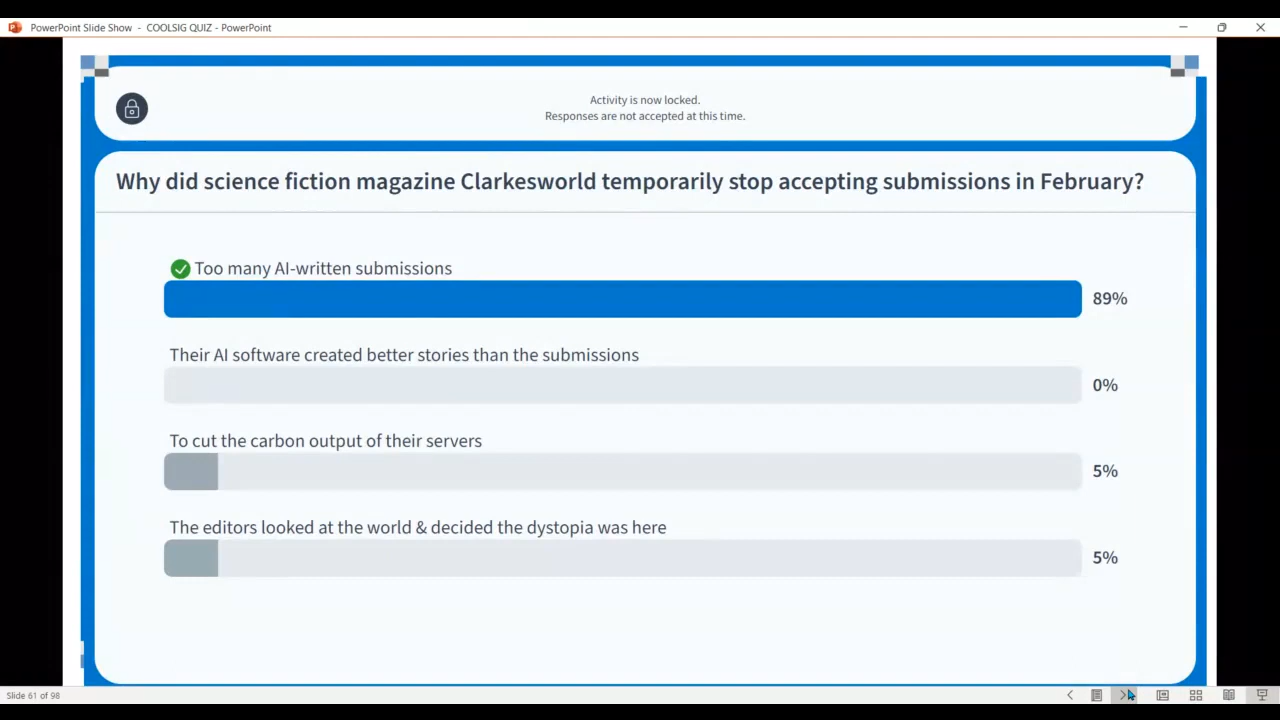 PowerPoint Slide Show - COOLSIG QUIZ - PowerPoint
Activity is now locked.
Responses are not accepted at this time.
Why did science fiction magazine Clarkesworld temporarily stop accepting submissions in February?
Too many AI-written submissions
89%
Their AI software created better stories than the submissions
0%
To cut the carbon output of their servers
5%
The editors looked at the world & decided the dystopia was here
5%
Slide 61 of 98